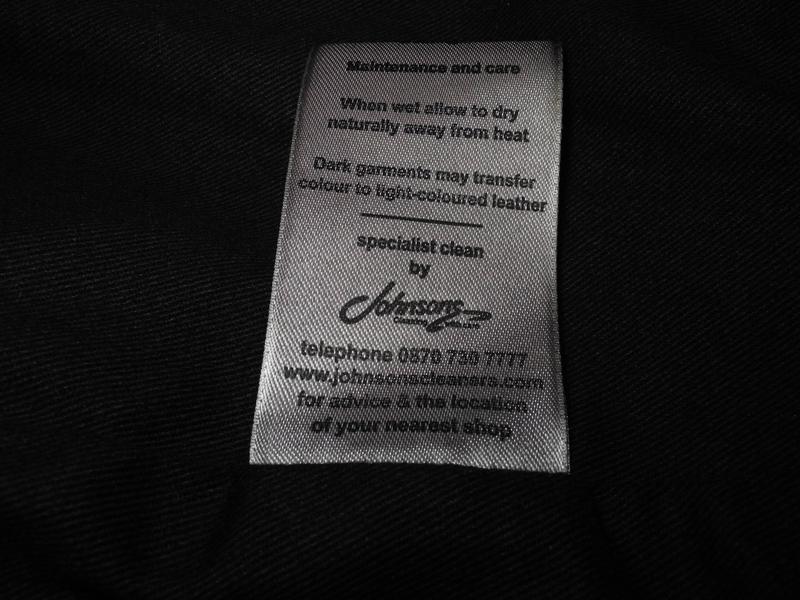 Maintenance and care
When wet allow to dry
naturally away from heat
Dark garments may transfer
colour to light-coloured leather
specialist clean
by
Johnsons
telephone 0870 730 7777
www.johnsonscleaners.com
for advice & the location
of your nearest shop